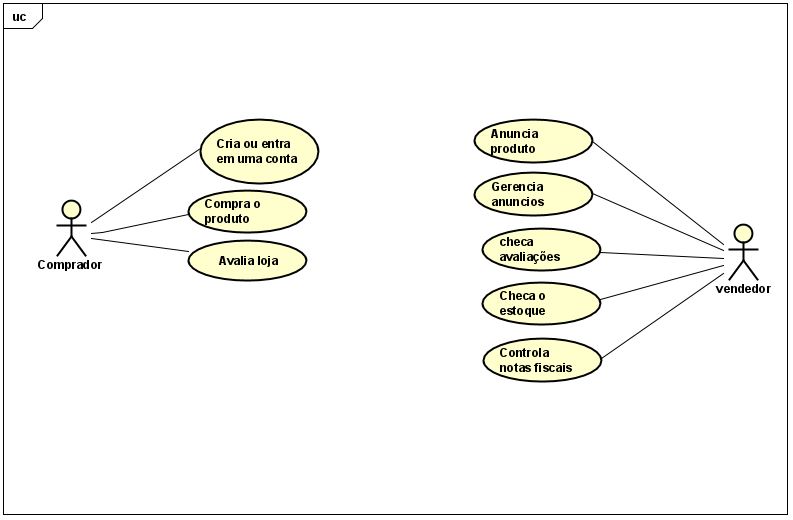 uc
Cria ou entra
em uma conta
Compra o
produto
Avalia loja
Comprador
Anuncia
produto
Gerencia
anuncios
checa
avaliações
Checa o
estoque
Controla
notas fiscais
vendedor